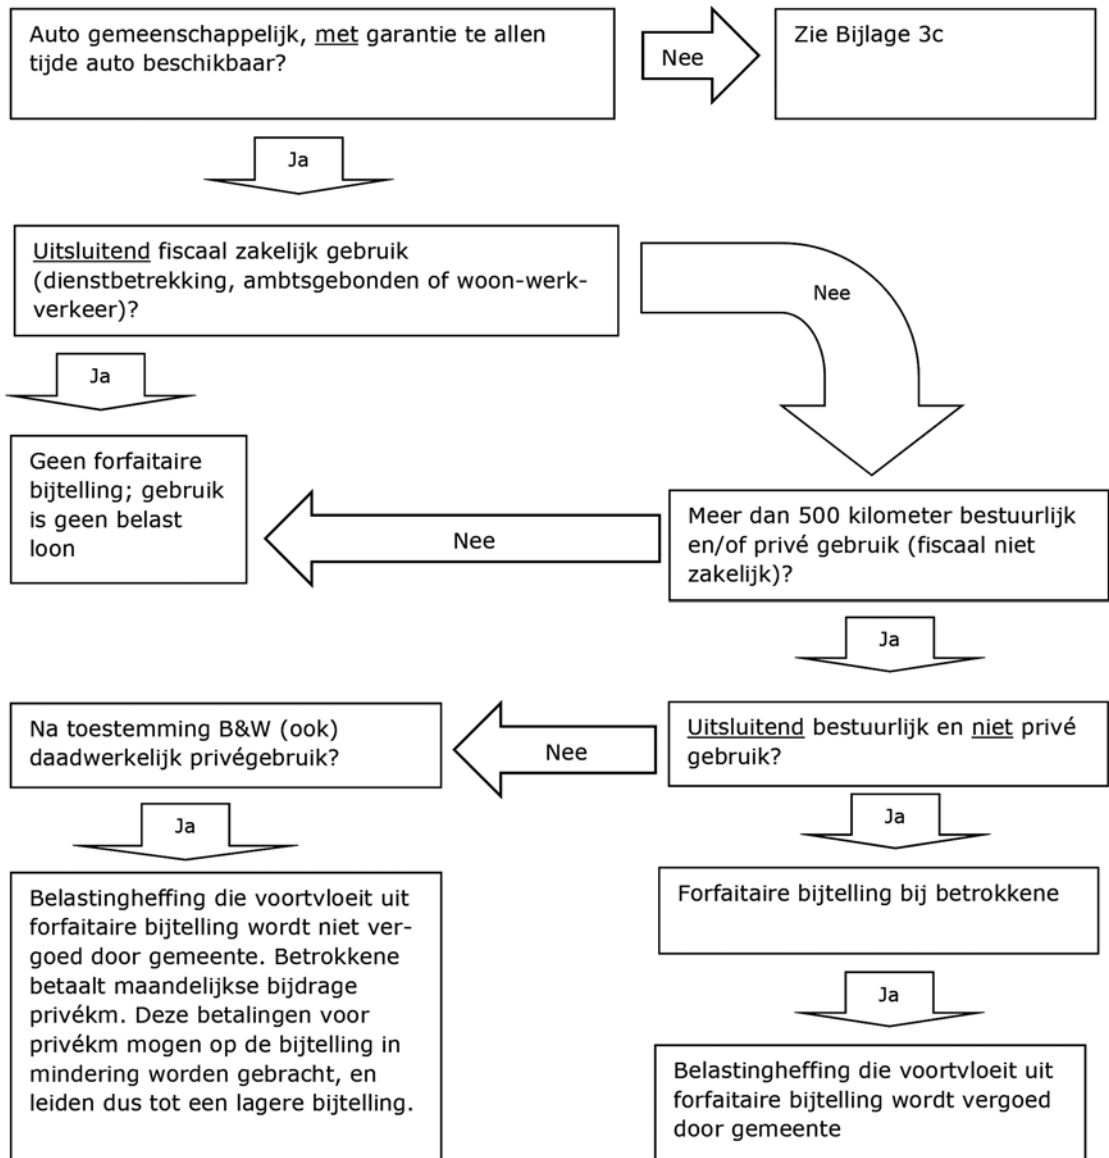 Auto gemeenschappelijk, met garantie te allen
tijde auto beschikbaar?
Nee
Zie Bijlage 3c
Ja
Uitsluitend fiscaal zakelijk gebruik
(dienstbetrekking, ambtsgebonden of woon-werk-
verkeer)?
Nee
Ja
Geen forfaitaire
bijtelling; gebruik
is geen belast
loon
Nee
Meer dan 500 kilometer bestuurlijk
en/of privé gebruik (fiscaal niet
zakelijk)?
Ja
Na toestemming B&W (ook)
daadwerkelijk privégebruik?
Nee
Uitsluitend bestuurlijk en niet privé
gebruik?
Ja
Ja
Belastingheffing die voortvloeit uit
forfaitaire bijtelling wordt niet ver-
goed door gemeente. Betrokkene
betaalt maandelijkse bijdrage
privékm. Deze betalingen voor
privékm mogen op de bijtelling in
mindering worden gebracht, en
leiden dus tot een lagere bijtelling.
Forfaitaire bijtelling bij betrokkene
Ja
Belastingheffing die voortvloeit uit
forfaitaire bijtelling wordt vergoed
door gemeente